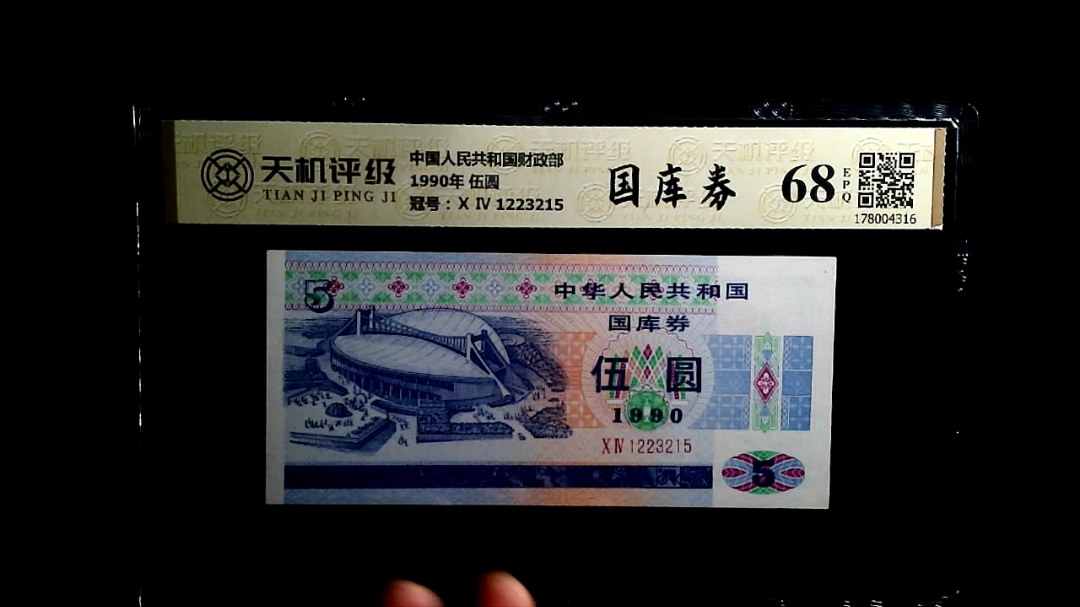 天机评级
TIAN JI PING JI
中国人民共和国财政部
1990年 伍圆
冠号：X IV 1223215
国库券
68
EPQ
178004316
5
中华人民共和国
国库券
伍圆
1990
XIV 1223215
5